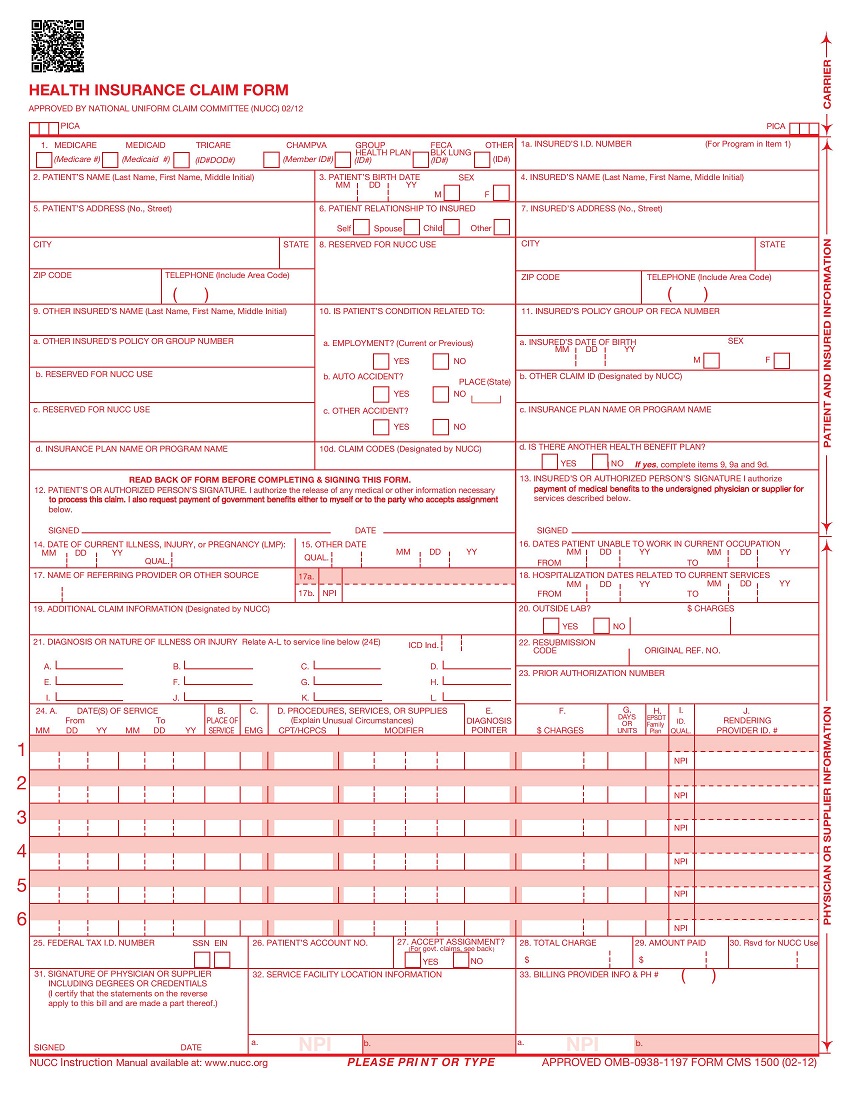 HEALTH INSURANCE CLAIM FORM
APPROVED BY NATIONAL UNIFORM CLAIM COMMITTEE (NUCC) 02/12
PICA PICA
CARRIER
1. MEDICARE MEDICAID TRICARE CHAMPVA GROUP HEALTH PLAN FECA BLK LUNG OTHER
(Medicare #) (Medicaid #) (ID#DOD#) (Member ID#) (ID#) (ID#) (ID#)
1a. INSURED'S I.D. NUMBER (For Program in Item 1)
2. PATIENT'S NAME (Last Name, First Name, Middle Initial)
3. PATIENT'S BIRTH DATE SEX
MM DD YY M F
4. INSURED'S NAME (Last Name, First Name, Middle Initial)
5. PATIENT'S ADDRESS (No., Street)
6. PATIENT RELATIONSHIP TO INSURED
Self Spouse Child Other
7. INSURED'S ADDRESS (No., Street)
CITY STATE
8. RESERVED FOR NUCC USE
CITY STATE
ZIP CODE TELEPHONE (Include Area Code)
( )
ZIP CODE TELEPHONE (Include Area Code)
( )
9. OTHER INSURED'S NAME (Last Name, First Name, Middle Initial)
10. IS PATIENT'S CONDITION RELATED TO:
11. INSURED'S POLICY GROUP OR FECA NUMBER
a. OTHER INSURED'S POLICY OR GROUP NUMBER
a. EMPLOYMENT? (Current or Previous)
YES NO
a. INSURED'S DATE OF BIRTH SEX
MM DD YY M F
b. RESERVED FOR NUCC USE
b. AUTO ACCIDENT? PLACE (State)
YES NO
b. OTHER CLAIM ID (Designated by NUCC)
c. RESERVED FOR NUCC USE
c. OTHER ACCIDENT?
YES NO
c. INSURANCE PLAN NAME OR PROGRAM NAME
d. INSURANCE PLAN NAME OR PROGRAM NAME
10d. CLAIM CODES (Designated by NUCC)
d. IS THERE ANOTHER HEALTH BENEFIT PLAN?
YES NO If yes, complete items 9, 9a and 9d.
PATIENT AND INSURED INFORMATION
READ BACK OF FORM BEFORE COMPLETING & SIGNING THIS FORM.
12. PATIENT'S OR AUTHORIZED PERSON'S SIGNATURE. I authorize the release of any medical or other information necessary
to process this claim. I also request payment of government benefits either to myself or to the party who accepts assignment
below.
SIGNED DATE
13. INSURED'S OR AUTHORIZED PERSON'S SIGNATURE I authorize
payment of medical benefits to the undersigned physician or supplier for
services described below.
SIGNED
14. DATE OF CURRENT ILLNESS, INJURY, or PREGNANCY (LMP):
MM DD YY QUAL.
15. OTHER DATE
QUAL. MM DD YY
16. DATES PATIENT UNABLE TO WORK IN CURRENT OCCUPATION
MM DD YY MM DD YY
FROM TO
17. NAME OF REFERRING PROVIDER OR OTHER SOURCE
17a.
17b. NPI
18. HOSPITALIZATION DATES RELATED TO CURRENT SERVICES
MM DD YY MM DD YY
FROM TO
19. ADDITIONAL CLAIM INFORMATION (Designated by NUCC)
20. OUTSIDE LAB? $ CHARGES
YES NO
21. DIAGNOSIS OR NATURE OF ILLNESS OR INJURY Relate A-L to service line below (24E) ICD Ind.
A. B. C. D.
E. F. G. H.
I. J. K. L.
22. RESUBMISSION
CODE ORIGINAL REF. NO.
23. PRIOR AUTHORIZATION NUMBER
24. A. DATE(S) OF SERVICE
From To
MM DD YY MM DD YY
B.
PLACE OF
SERVICE
C.
EMG
D. PROCEDURES, SERVICES, OR SUPPLIES
(Explain Unusual Circumstances)
CPT/HCPCS MODIFIER
E.
DIAGNOSIS
POINTER
F.
$ CHARGES
G.
DAYS
OR
UNITS
H.
EPSDT
Family
Plan
I.
ID.
QUAL.
J.
RENDERING
PROVIDER ID. #
1
NPI
2
NPI
3
NPI
4
NPI
5
NPI
6
NPI
PHYSICIAN OR SUPPLIER INFORMATION
25. FEDERAL TAX I.D. NUMBER SSN EIN
26. PATIENT'S ACCOUNT NO.
27. ACCEPT ASSIGNMENT?
(For govt. claims, see back)
YES NO
28. TOTAL CHARGE
$
29. AMOUNT PAID
$
30. Rsvd for NUCC Use
31. SIGNATURE OF PHYSICIAN OR SUPPLIER
INCLUDING DEGREES OR CREDENTIALS
(I certify that the statements on the reverse
apply to this bill and are made a part thereof.)
SIGNED DATE
32. SERVICE FACILITY LOCATION INFORMATION
a. NPI b.
33. BILLING PROVIDER INFO & PH # ( )
a. NPI b.
NUCC Instruction Manual available at: www.nucc.org PLEASE PRINT OR TYPE APPROVED OMB-0938-1197 FORM CMS 1500 (02-12)